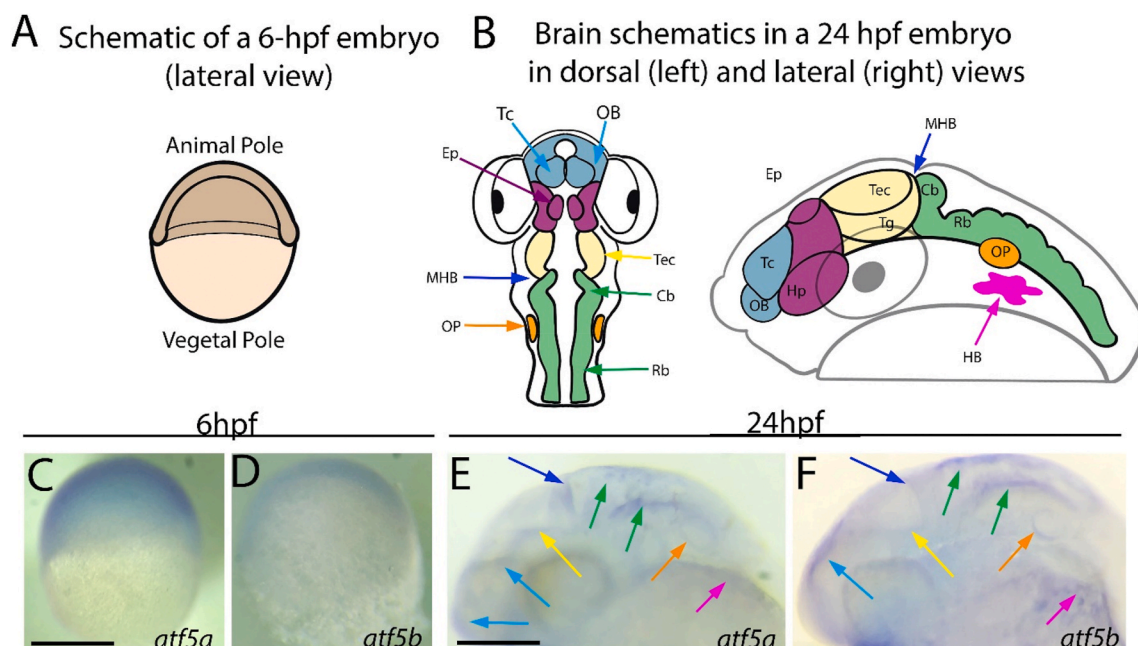 A
Schematic of a 6-hpf embryo
(lateral view)
Animal Pole
Vegetal Pole
B
Brain schematics in a 24 hpf embryo
in dorsal (left) and lateral (right) views
Tc
OB
Ep
MHB
Tec
Cb
OP
Rb
MHB
Ep
Tec
Cb
Tg
Rb
Tc
OP
Hp
OB
HB
6hpf
24hpf
C
atf5a
D
atf5b
E
atf5a
F
atf5b